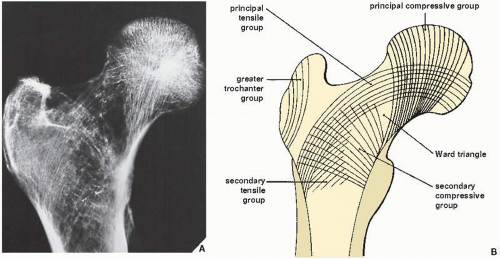 principal
tensile
group
principal compressive group
greater
trochanter
group
Ward triangle
secondary
tensile
group
secondary
compressive
group
A
B